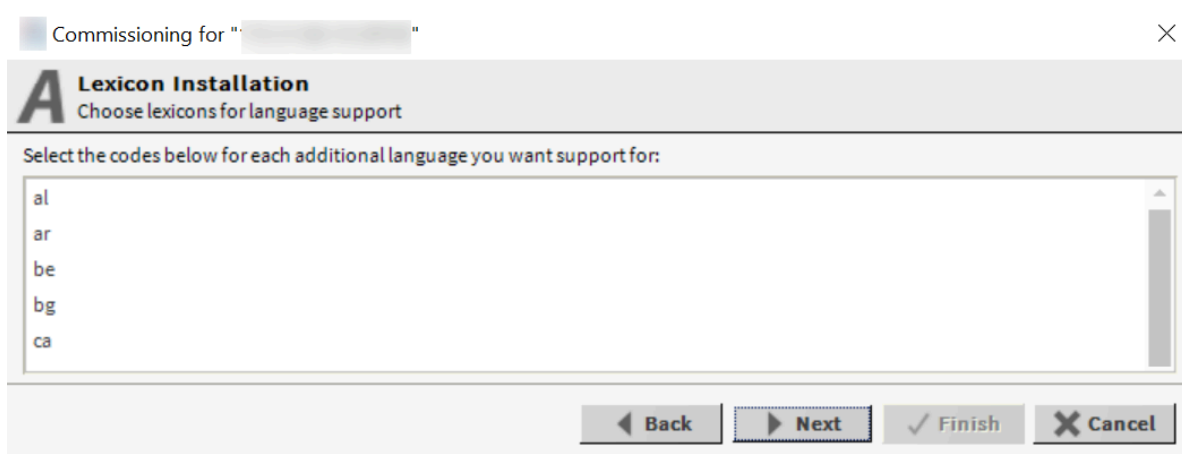 Commissioning for " "
Lexicon Installation
Choose lexicons for language support
Select the codes below for each additional language you want support for:
al
ar
be
bg
ca
Back
Next
Finish
Cancel